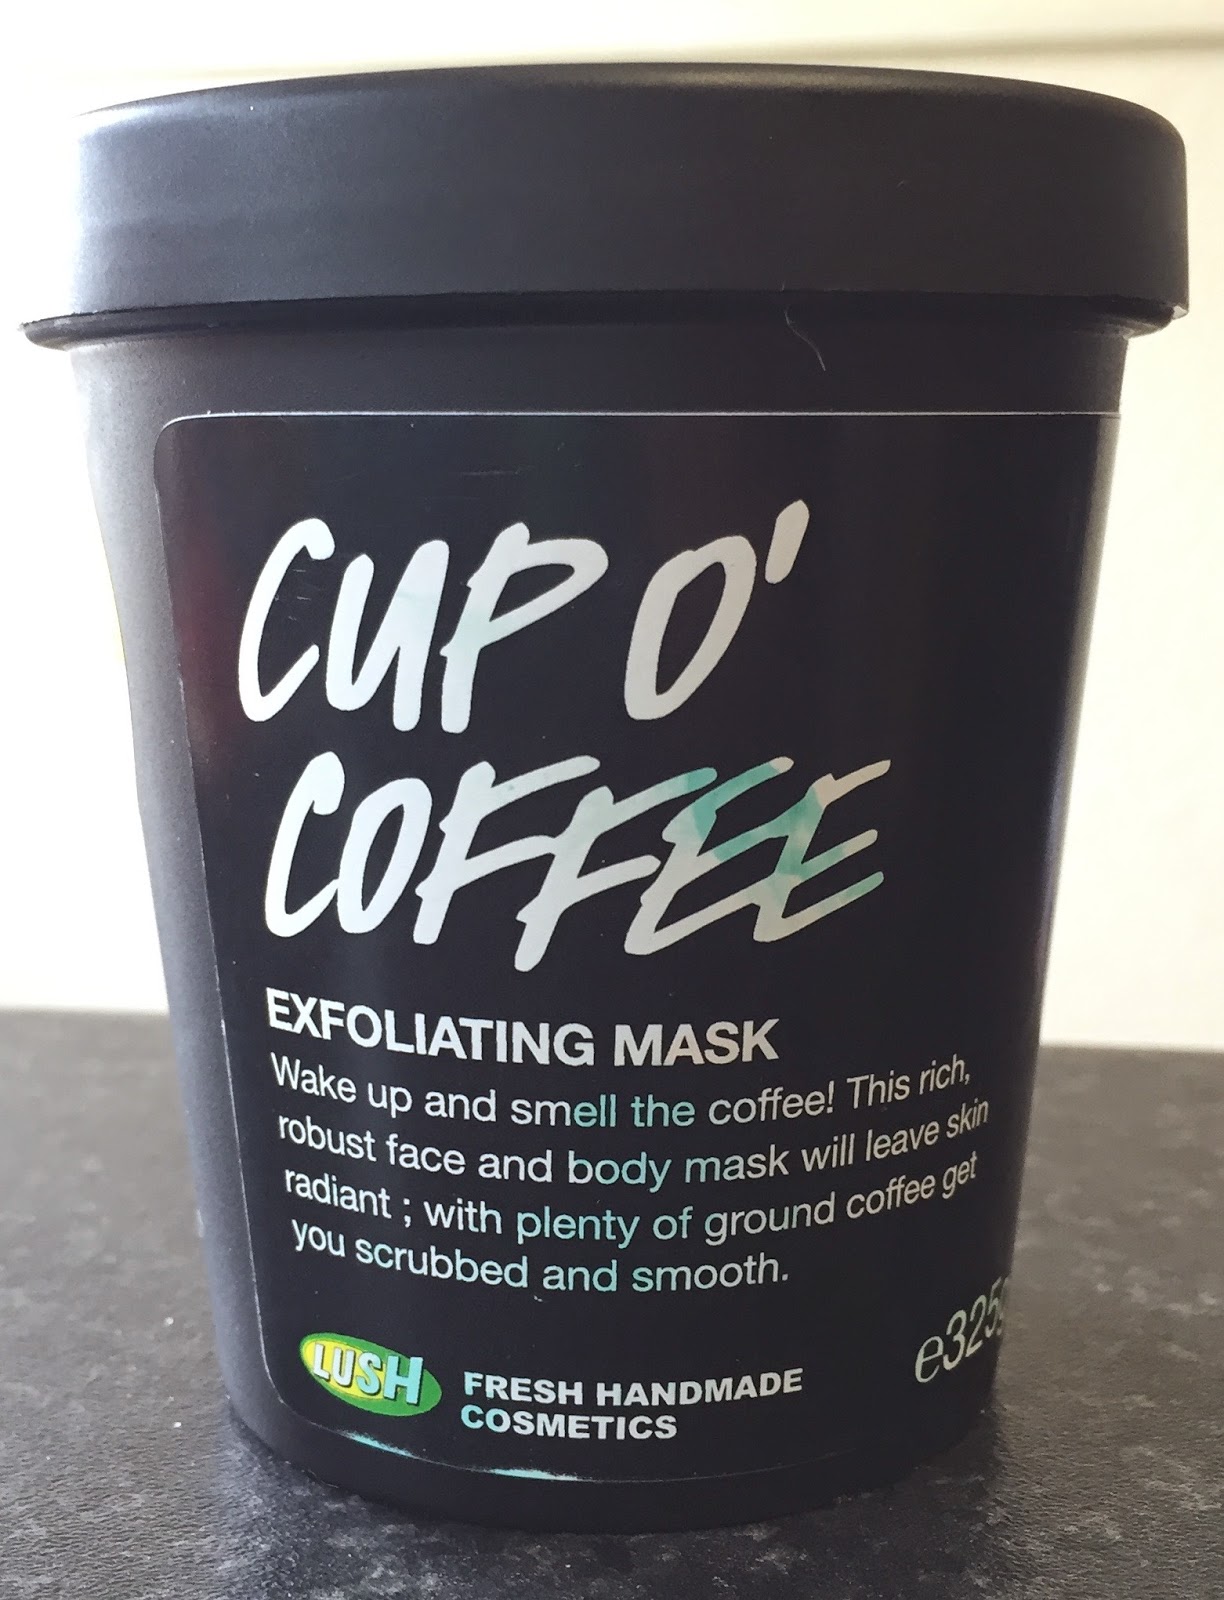 CUP O'
COFFEE
EXFOLIATING MASK
Wake up and smell the coffee! This rich,
robust face and body mask will leave skin
radiant ; with plenty of ground coffee get
you scrubbed and smooth.
e325g
LUSH
FRESH HANDMADE
COSMETICS